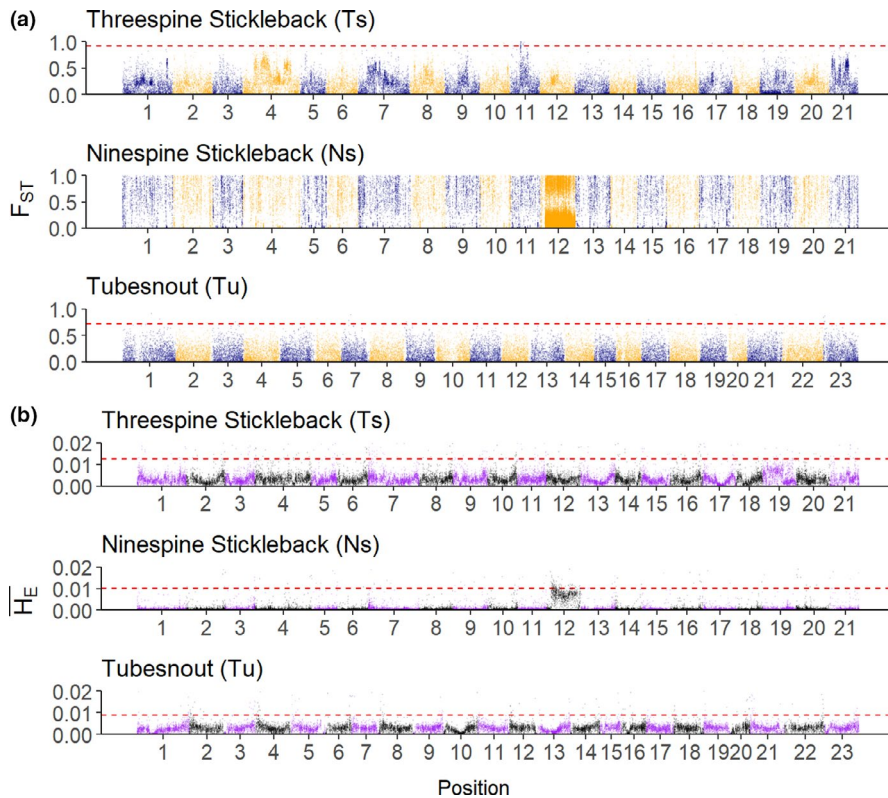 (a) Threespine Stickleback (Ts)
1.0
0.5
0.0
1 2 3 4 5 6 7 8 9 10 11 12 13 14 15 16 17 18 19 20 21
Ninespine Stickleback (Ns)
FST
1.0
0.5
0.0
1 2 3 4 5 6 7 8 9 10 11 12 13 14 15 16 17 18 19 20 21
Tubesnout (Tu)
1.0
0.5
0.0
1 2 3 4 5 6 7 8 9 10 11 12 13 14 15 16 17 18 19 20 21 22 23
(b) Threespine Stickleback (Ts)
0.02
0.01
0.00
1 2 3 4 5 6 7 8 9 10 11 12 13 14 15 16 17 18 19 20 21
Ninespine Stickleback (Ns)
HE
0.02
0.01
0.00
1 2 3 4 5 6 7 8 9 10 11 12 13 14 15 16 17 18 19 20 21
Tubesnout (Tu)
0.02
0.01
0.00
1 2 3 4 5 6 7 8 9 10 11 12 13 14 15 16 17 18 19 20 21 22 23
Position